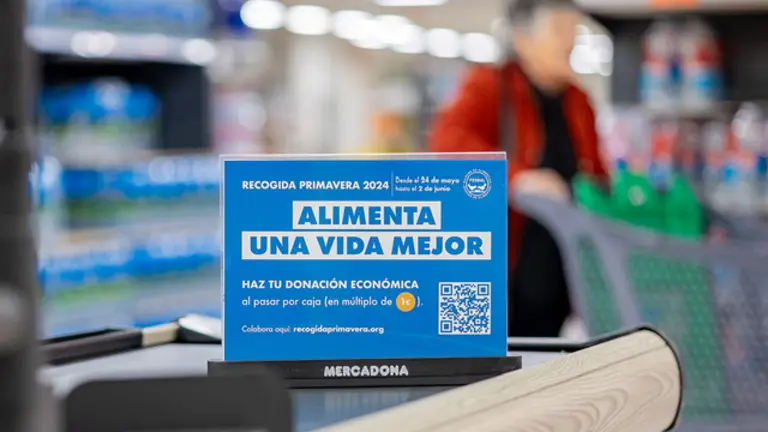 RECOGIDA PRIMAVERA 2024
Desde el 24 de mayo
hasta el 2 de junio
ALIMENTA
UNA VIDA MEJOR
HAZ TU DONACIÓN ECONÓMICA
al pasar por caja (en múltiplo de 1€).
Colabora aquí: recogidaprimavera.org
MERCADONA